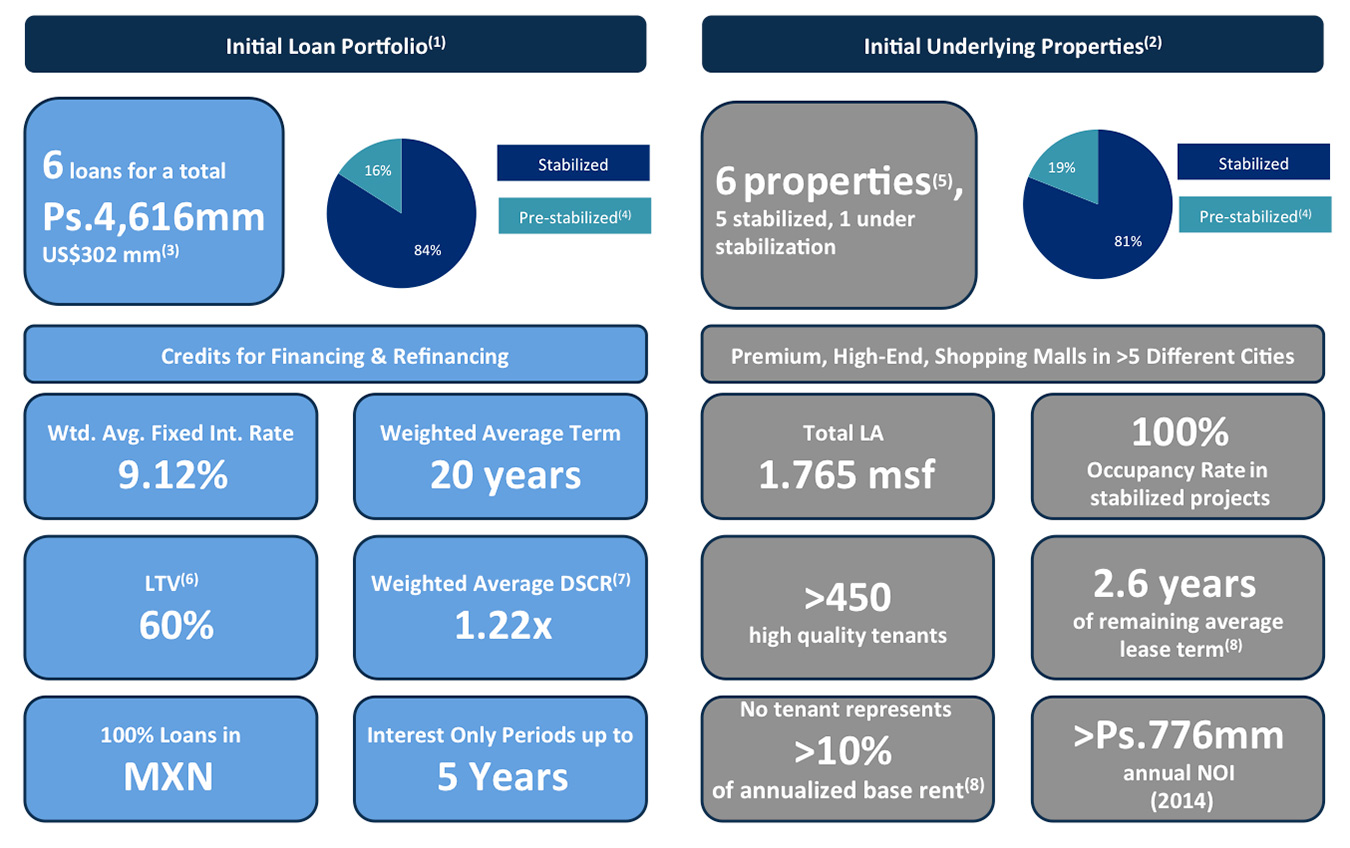 Initial Loan Portfolio(1)
6 loans for a total
Ps.4,616mm
US$302 mm(3)
16%
84%
Stabilized
Pre-stabilized(4)
Credits for Financing & Refinancing
Wtd. Avg. Fixed Int. Rate
9.12%
Weighted Average Term
20 years
LTV(6)
60%
Weighted Average DSCR(7)
1.22x
100% Loans in
MXN
Interest Only Periods up to
5 Years
Initial Underlying Properties(2)
6 properties(5),
5 stabilized, 1 under
stabilization
19%
81%
Stabilized
Pre-stabilized(4)
Premium, High-End, Shopping Malls in >5 Different Cities
Total LA
1.765 msf
100%
Occupancy Rate in
stabilized projects
>450
high quality tenants
2.6 years
of remaining average
lease term(8)
No tenant represents
>10%
of annualized base rent(8)
>Ps.776mm
annual NOI
(2014)